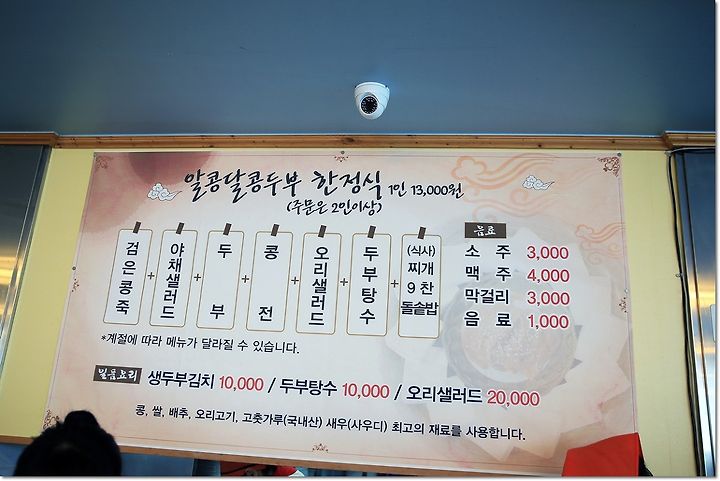 알콩달콩두부 한정식 1인 13,000원
(주문은 2인이상)
검은콩죽 + 야채샐러드 + 두부 + 콩전 + 오리샐러드 + 두부탕수 + (식사) 찌개 9찬 돌솥밥
*계절에 따라 메뉴가 달라질 수 있습니다.
음료
소주 3,000
맥주 4,000
막걸리 3,000
음료 1,000
일품요리 생두부김치 10,000 / 두부탕수 10,000 / 오리샐러드 20,000
콩, 쌀, 배추, 오리고기, 고춧가루(국내산) 새우(사우디) 최고의 재료를 사용합니다.